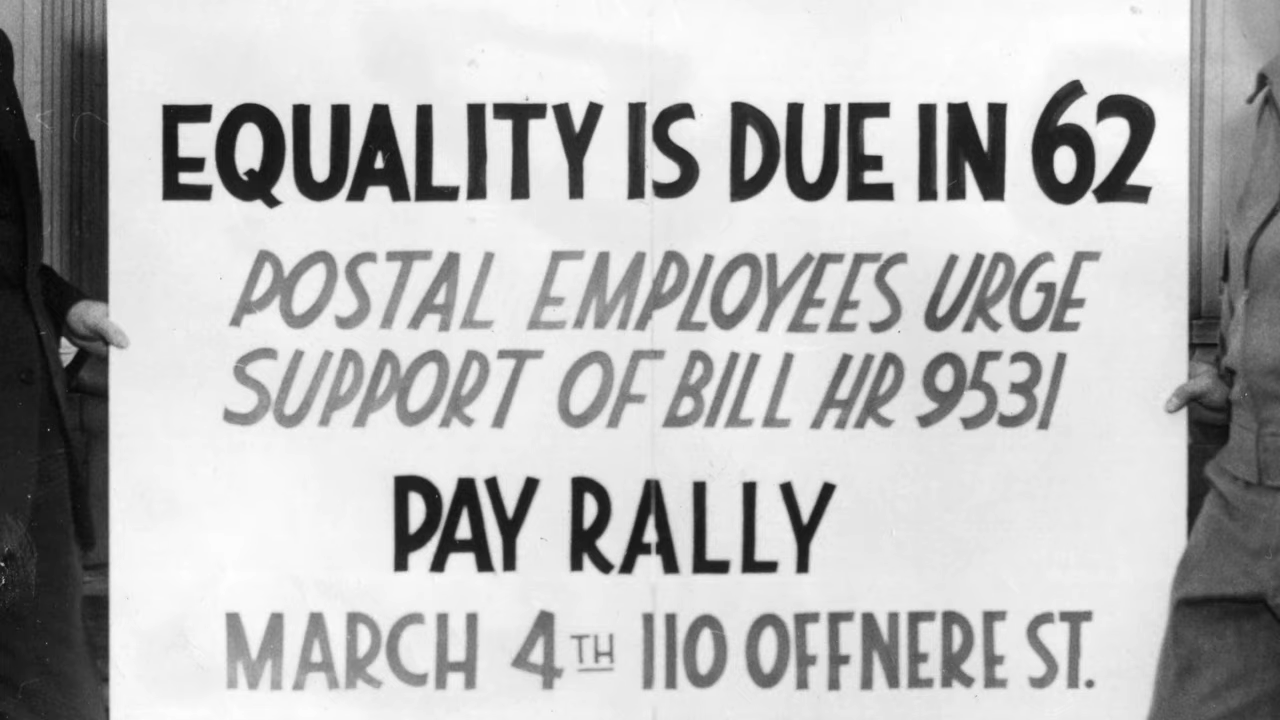 EQUALITY IS DUE IN 62
POSTAL EMPLOYEES URGE
SUPPORT OF BILL HR 9531
PAY RALLY
MARCH 4TH 110 OFFNERE ST.